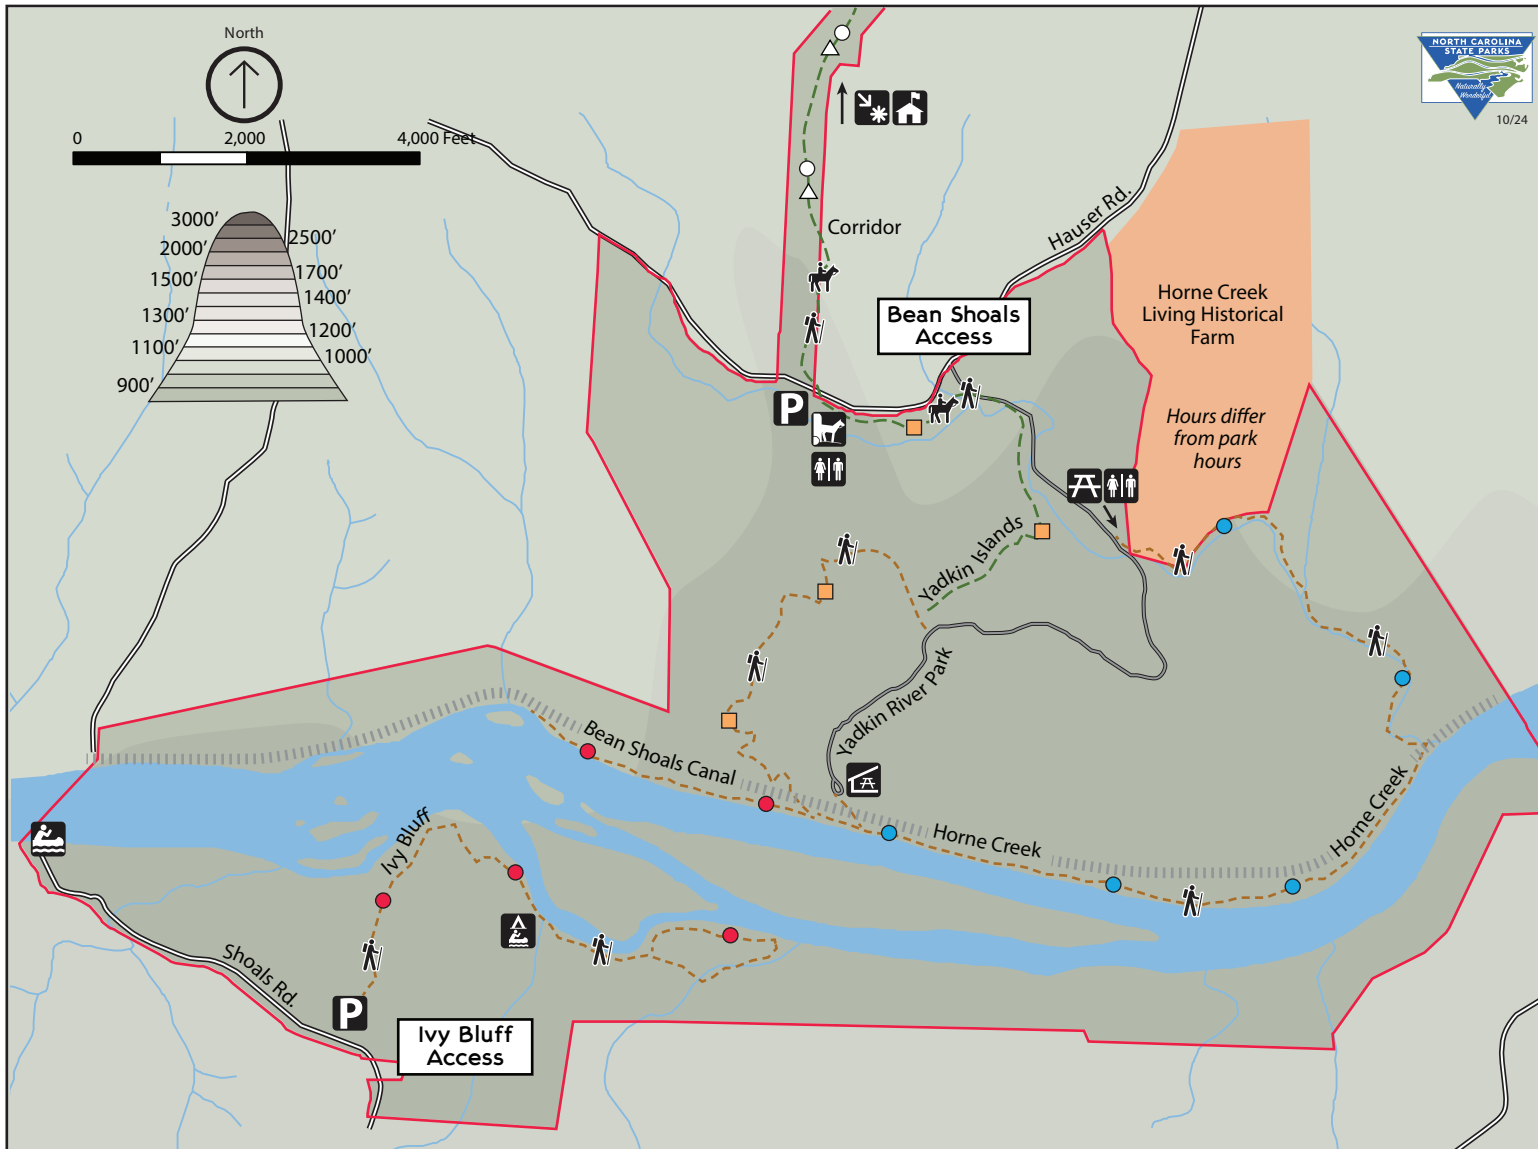 North
0
2,000
4,000 Feet
3000’
2500’
2000’
1700’
1500’
1400’
1300’
1200’
1100’
1000’
900’
NORTH CAROLINA
STATE PARKS
Naturally
Wonderful
10/24
Corridor
Hauser Rd.
Bean Shoals
Access
Horne Creek
Living Historical
Farm
Hours differ
from park
hours
P
Yadkin Islands
Yadkin River Park
Bean Shoals Canal
Horne Creek
Horne Creek
Ivy Bluff
Shoals Rd.
P
Ivy Bluff
Access